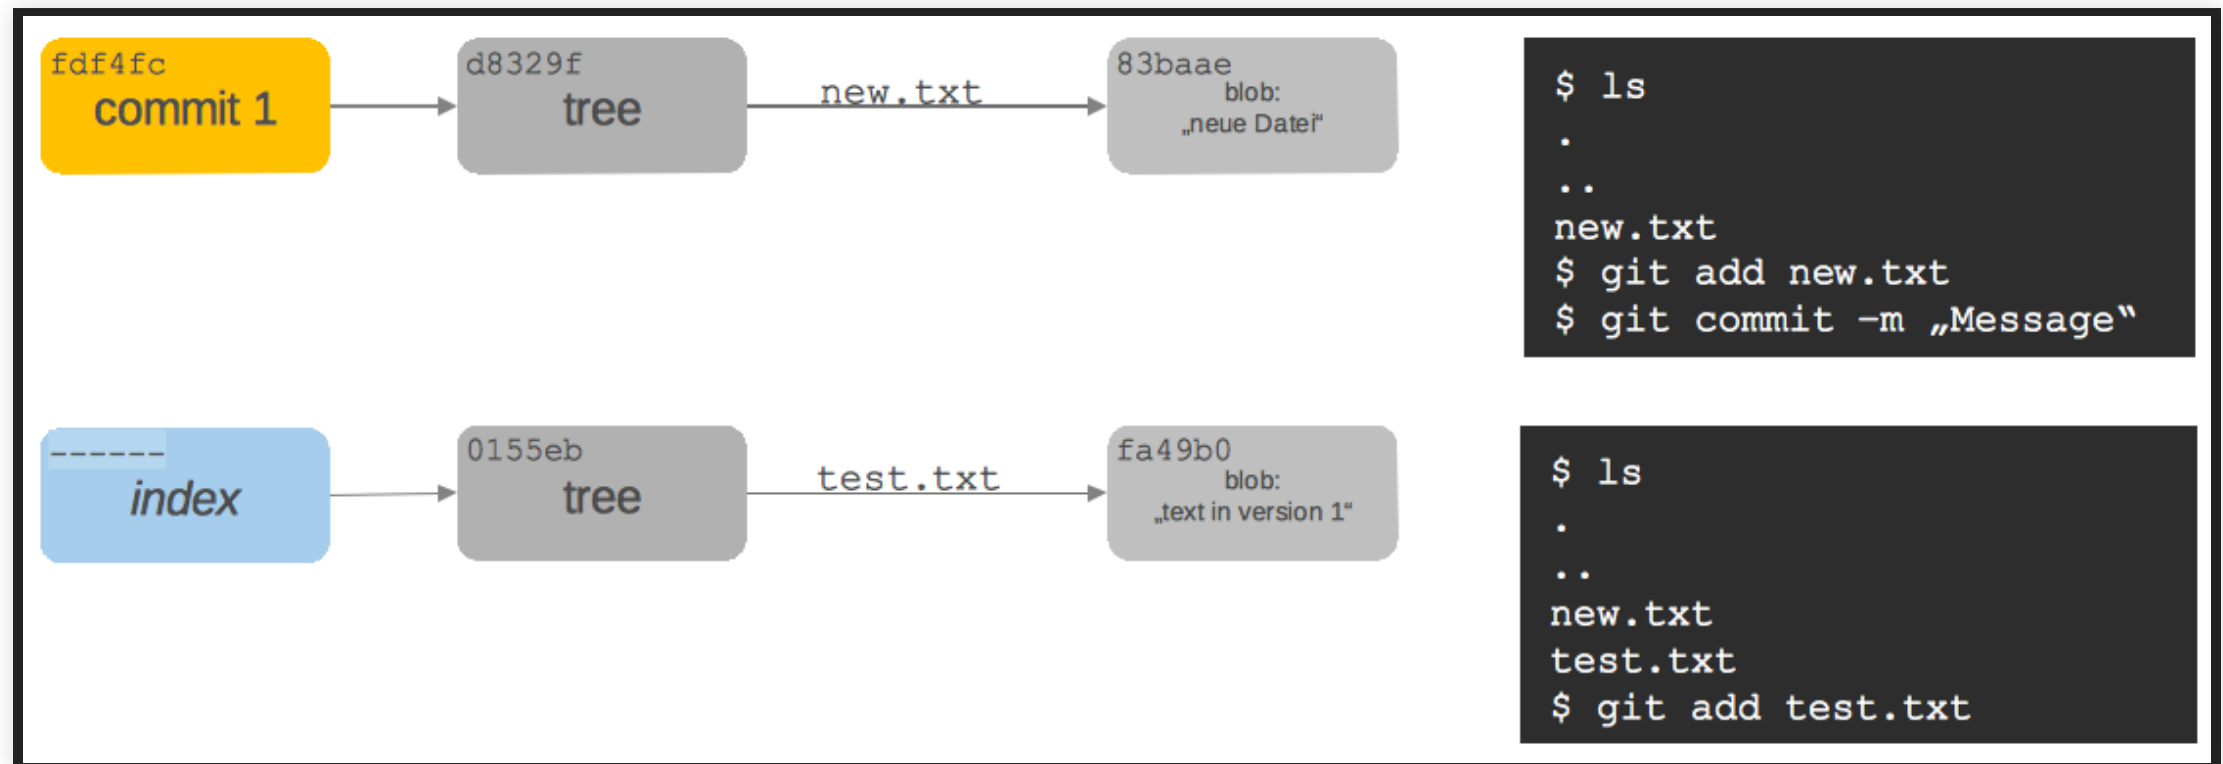 fdf4fc
commit 1
d8329f
tree
new.txt
83baae
blob:
„neue Datei“
$ ls
.
..
new.txt
$ git add new.txt
$ git commit –m „Message“
------
index
0155eb
tree
test.txt
fa49b0
blob:
„text in version 1“
$ ls
.
..
new.txt
test.txt
$ git add test.txt